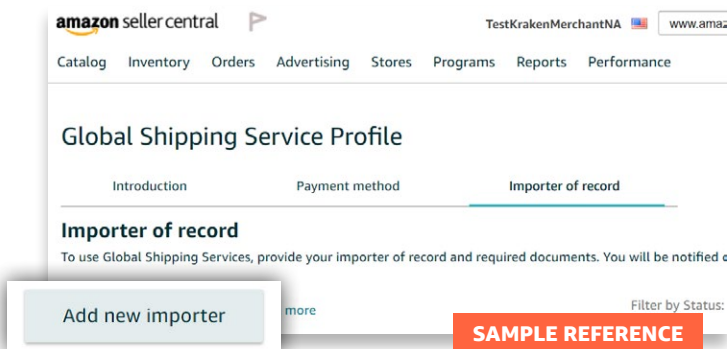 amazon seller central
TestKrakenMerchantNA
www.amaz
Catalog Inventory Orders Advertising Stores Programs Reports Performance
Global Shipping Service Profile
Introduction Payment method Importer of record
Importer of record
To use Global Shipping Services, provide your importer of record and required documents. You will be notified
Add new importer
more
Filter by Status:
SAMPLE REFERENCE